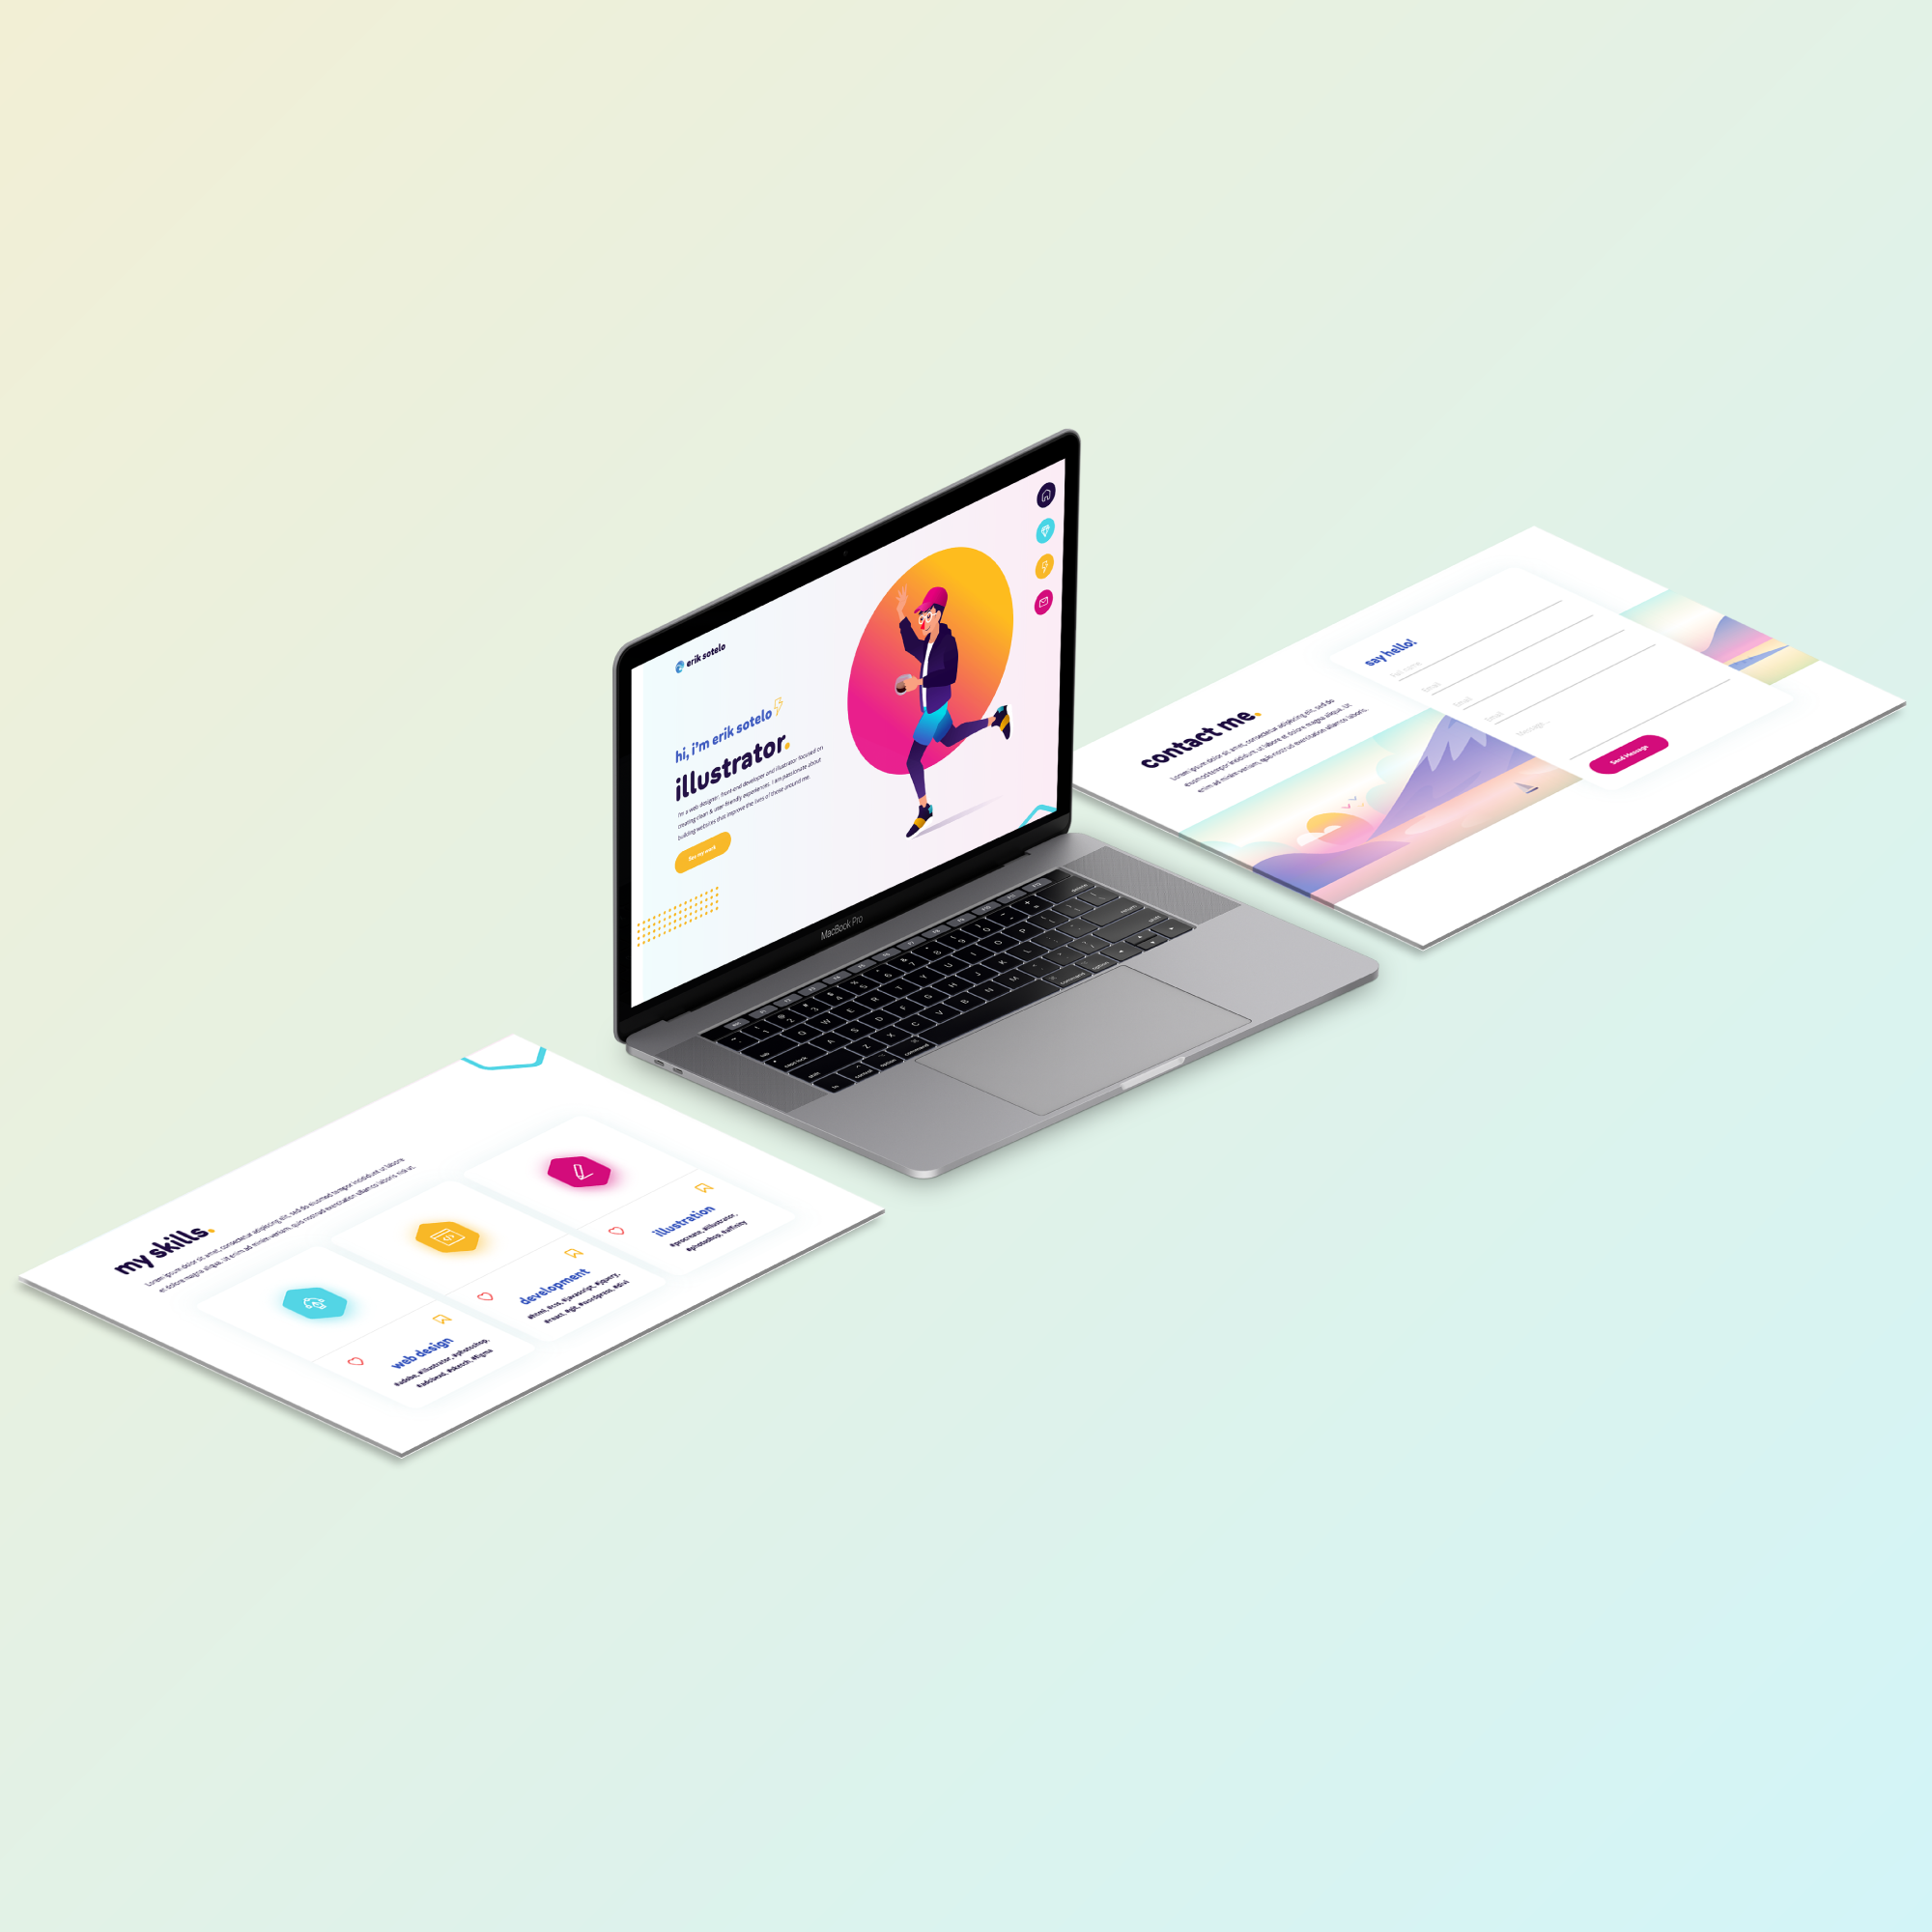 erik sotelo
hi, i'm erik sotelo
illustrator.
I'm a web designer, front-end developer and illustrator focused on
creating clean & user-friendly experiences. I am passionate about
building websites that improve the lives of those around me.
See my work
MacBook Pro
contact me.
Lorem ipsum dolor sit amet, consectetur adipiscing elit, sed do
eiusmod tempor incididunt ut labore et dolore magna aliqua. Ut
enim ad minim veniam, quis nostrud exercitation ullamco laboris.
say hello!
Full name
Email
Email
Email
Message...
Send Message
my skills.
Lorem ipsum dolor sit amet, consectetur adipiscing elit, sed do eiusmod tempor incididunt ut labore
et dolore magna aliqua. Ut enim ad minim veniam, quis nostrud exercitation ullamco laboris nisi ut.
web design
#adobe, #illustrator, #photoshop,
#adobexd, #sketch, #figma
development
#html, #css, #javascript, #jquery,
#react, #git, #wordpress, #divi
illustration
#procreate, #illustrator,
#photoshop, #affinity